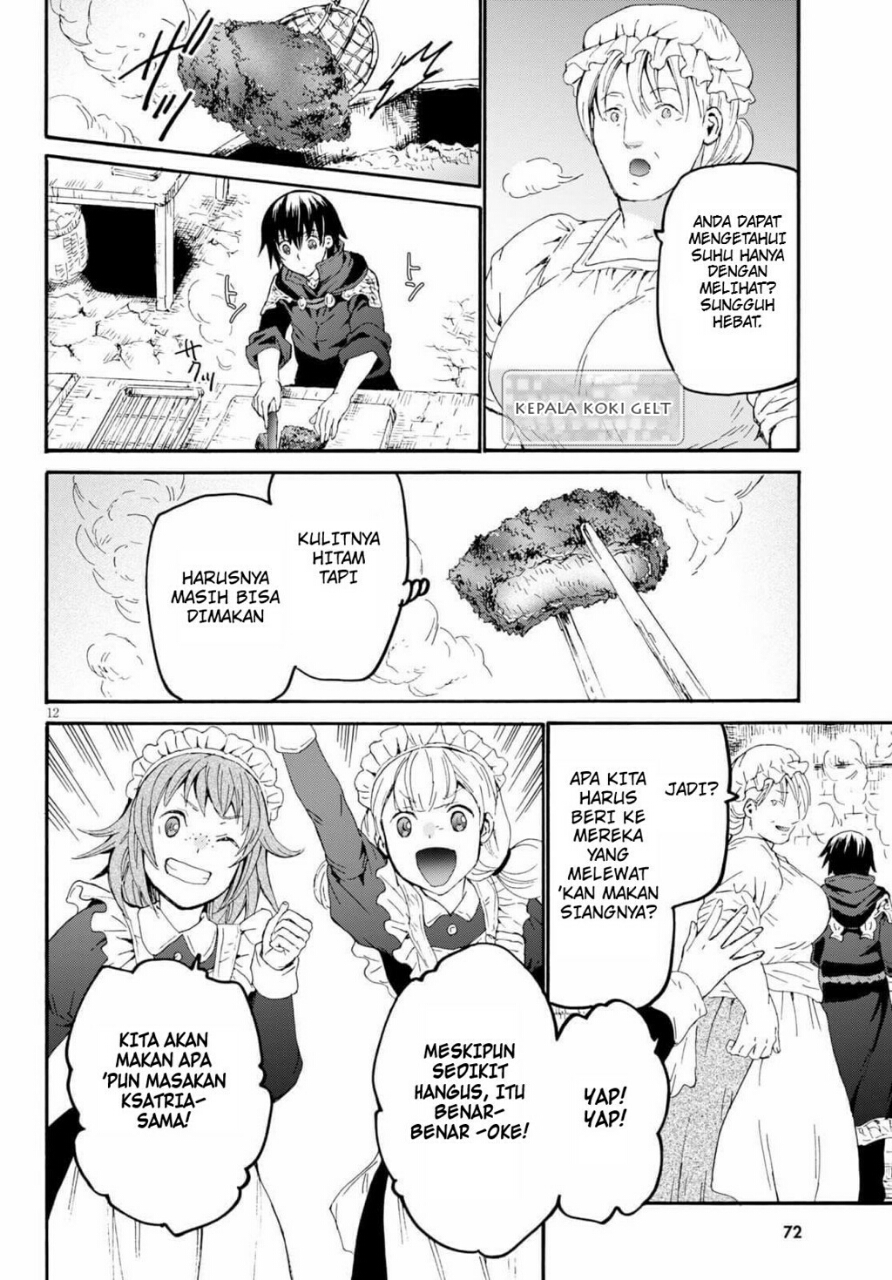 ANDA DAPAT
MENGETAHUI
SUHU HANYA
DENGAN
MELIHAT?
SUNGGUH
HEBAT.
KEPALA KOKI GELT
KULITNYA
HITAM
TAPI
HARUSNYA
MASIH BISA
DIMAKAN
12
JADI?
APA KITA
HARUS
BERI KE
MEREKA
YANG
MELEWAT
'KAN MAKAN
SIANGNYA?
YAP!
YAP!
MESKIPUN
SEDIKIT
HANGUS, ITU
BENAR-
BENAR -OKE!
KITA AKAN
MAKAN APA
'PUN MASAKAN
KSATRIA-
SAMA!
72